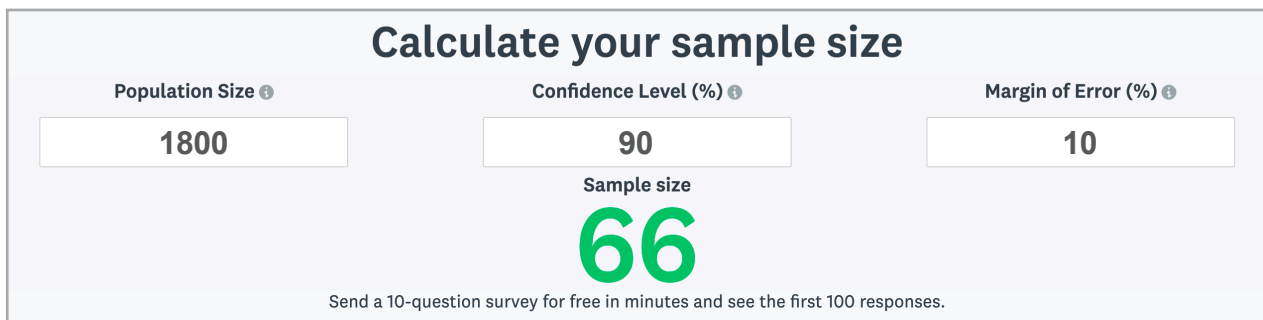 Calculate your sample size
Population Size Confidence Level (%) Margin of Error (%)
1800 90 10
Sample size
66
Send a 10-question survey for free in minutes and see the first 100 responses.